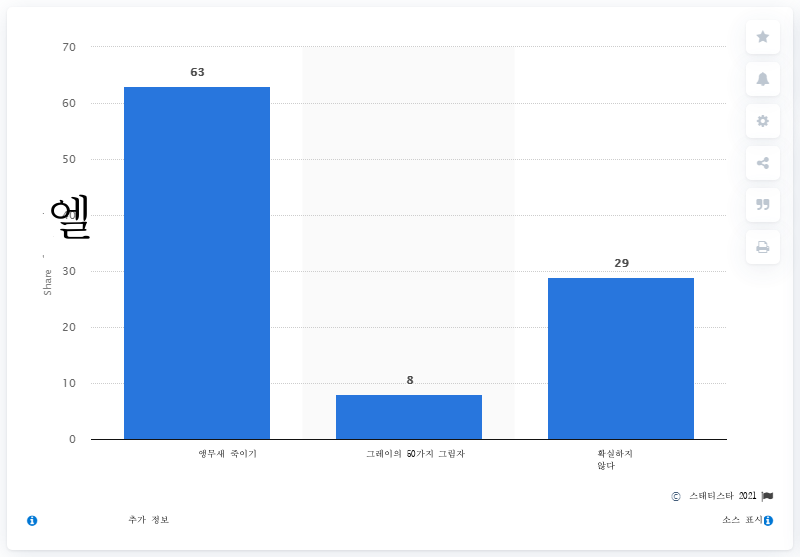 70
63
60
50
엘
40
Share
30
29
20
10
8
0
앵무새 죽이기
그레이의 50가지 그림자
확실하지
않다
© 스태티스타 2021
추가 정보
소스 표시